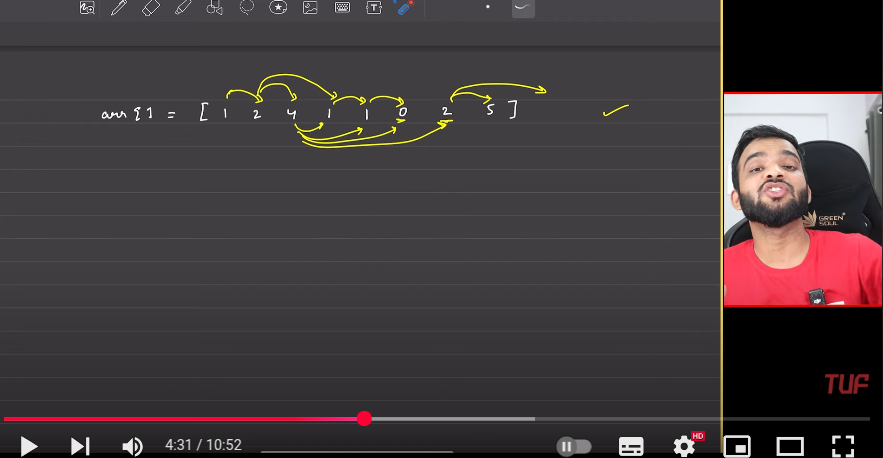 arr[] = [ 1 2 4 1 1 0 2 5 ]
GREEN
SOUL
TUF
4:31 / 10:52
HD